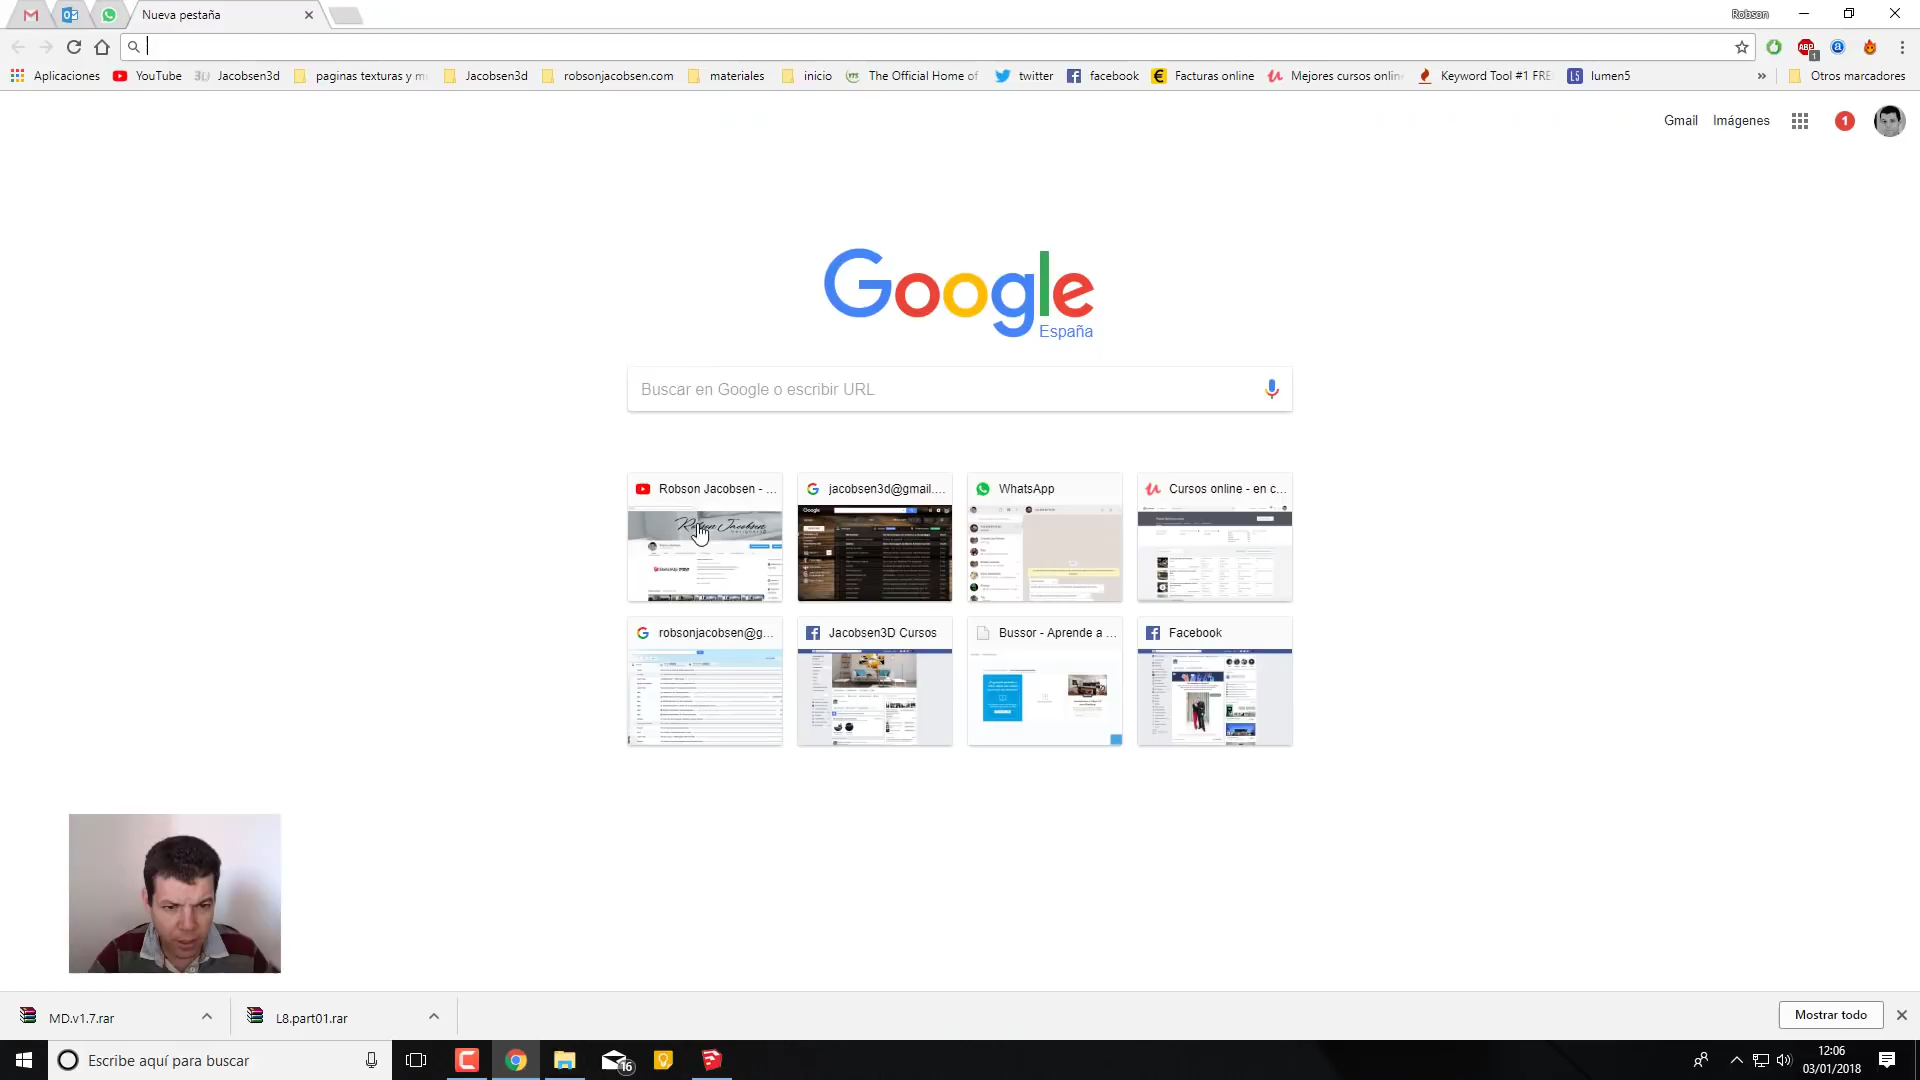 Nueva pestaña
Robson
Aplicaciones YouTube Jacobsen3d paginas texturas y m Jacobsen3d robsonjacobsen.com materiales inicio The Official Home of twitter facebook Facturas online Mejores cursos onlin Keyword Tool #1 FRE lumen5 » Otros marcadores
Gmail Imágenes 1
Google
España
Buscar en Google o escribir URL
Robson Jacobsen - ... jacobsen3d@gmail.... WhatsApp Cursos online - en c...
Robson Jacobsen
robsonjacobsen@g... Jacobsen3D Cursos Bussor - Aprende a ... Facebook
MD.v1.7.rar L8.part01.rar Mostrar todo
Escribe aquí para buscar 16 12:06
03/01/2018